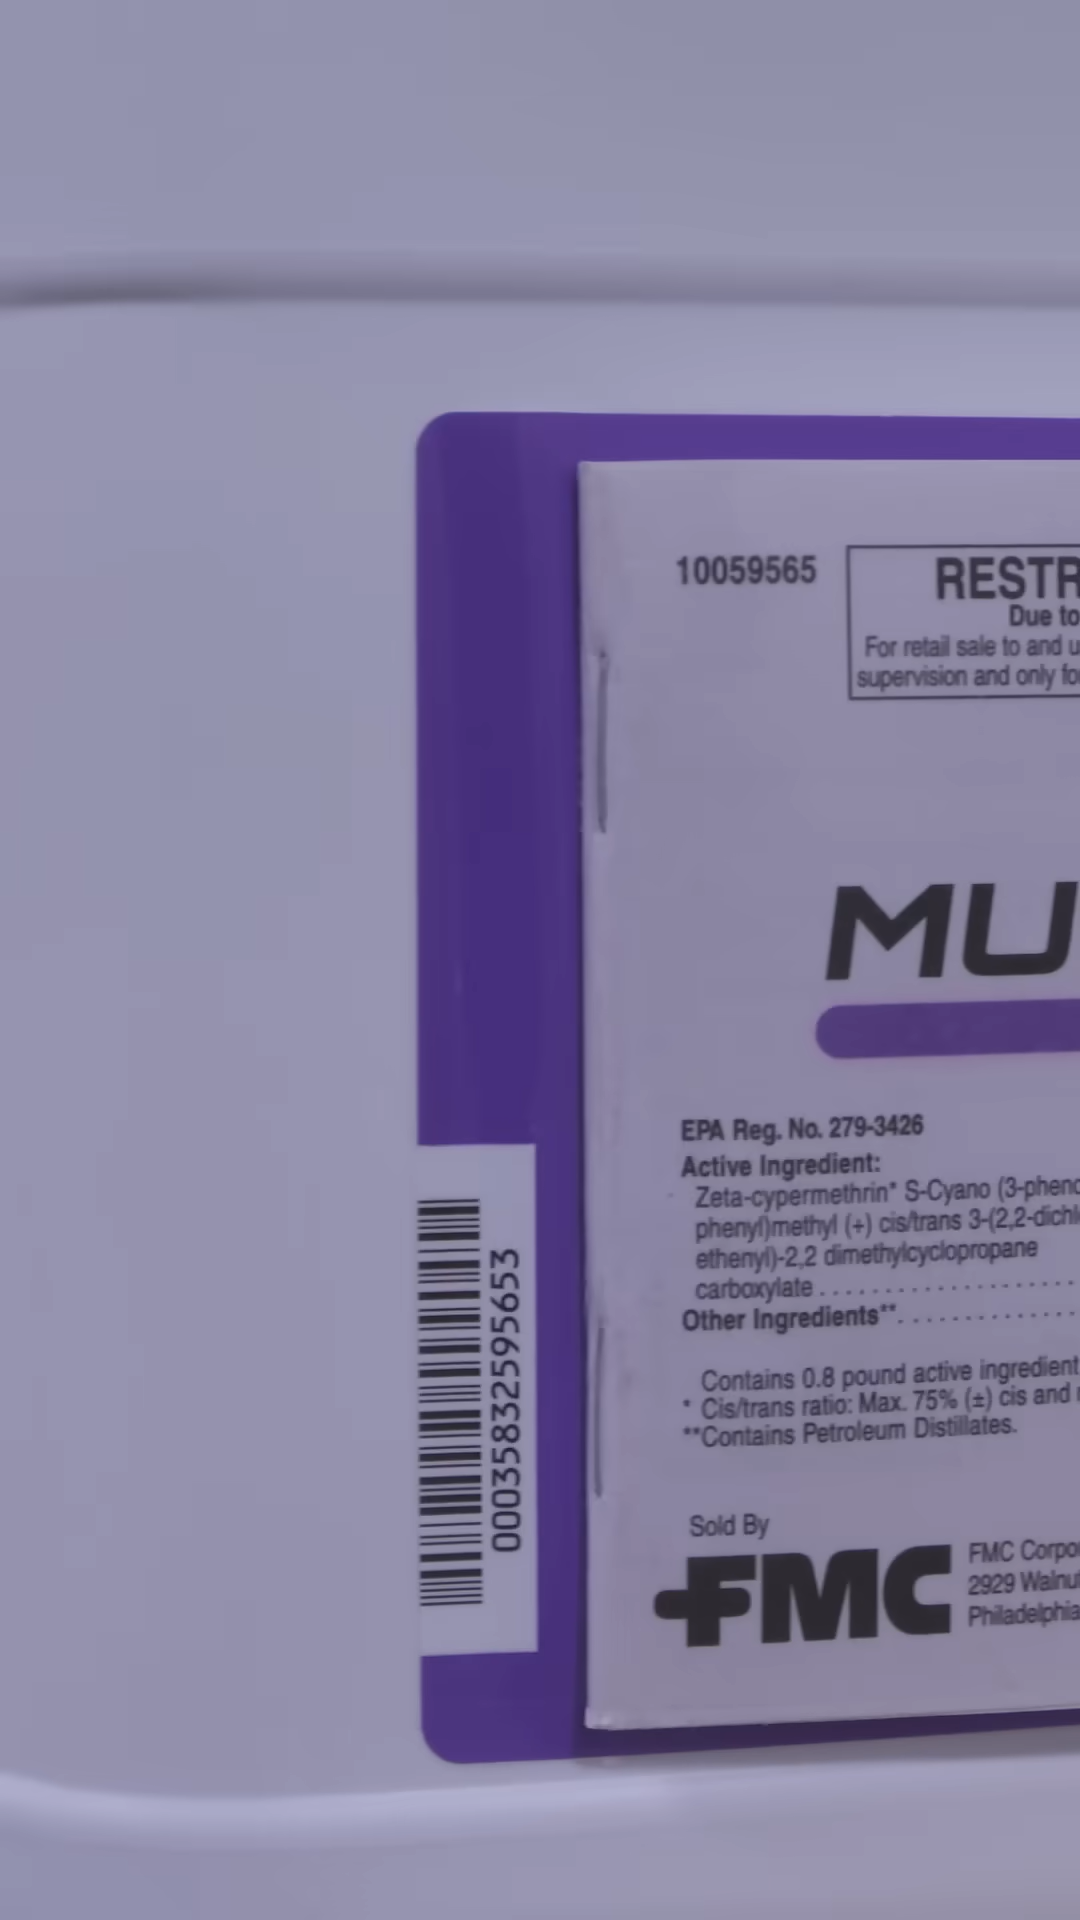 10059565
RESTR
Due to
For retail sale to and u
supervision and only fo
MU
EPA Reg. No. 279-3426
Active Ingredient:
Zeta-cypermethrin* S-Cyano (3-pheno
phenyl)methyl (+) cis/trans 3-(2,2-dichl
ethenyl)-2,2 dimethylcyclopropane
carboxylate . . . . . . . . . . . . . . . . . . . .
Other Ingredients**. . . . . . . . . . . . . .
Contains 0.8 pound active ingredient
* Cis/trans ratio: Max. 75% (±) cis and
**Contains Petroleum Distillates.
Sold By
FMC
FMC Corpo
2929 Walnut
Philadelphia
0003583259565​3